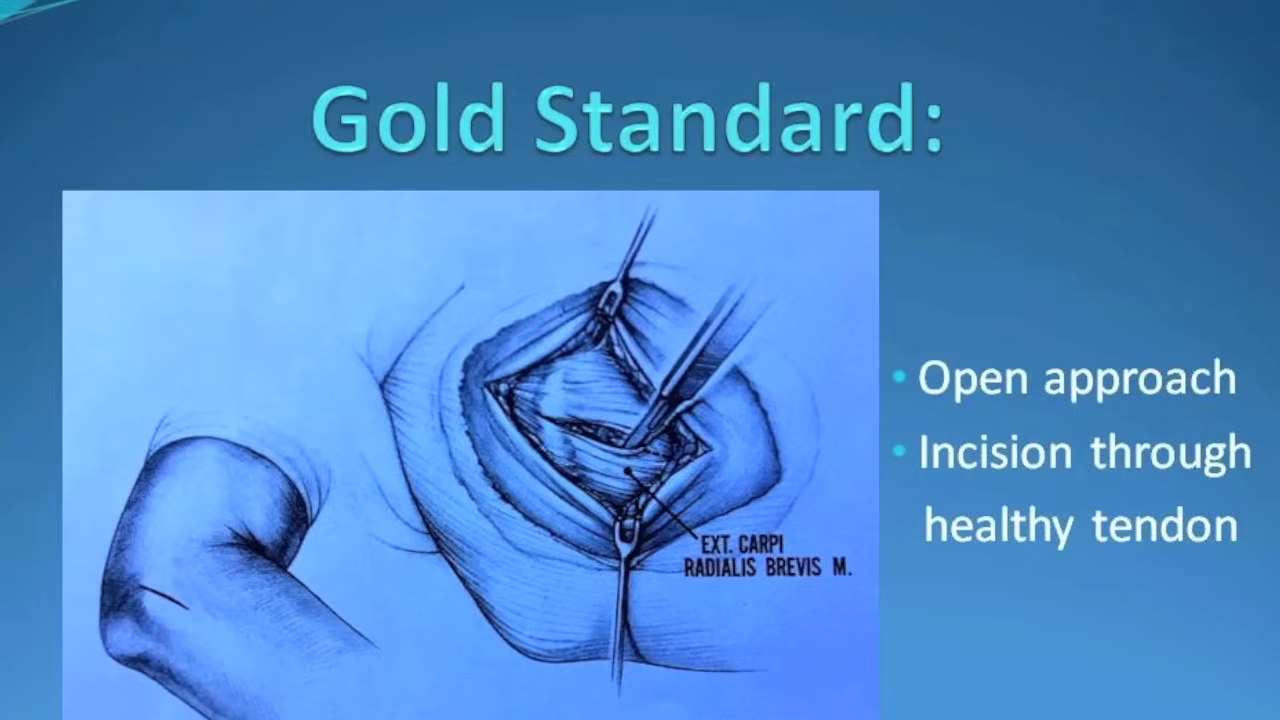 Gold Standard:
• Open approach
• Incision through
healthy tendon
EXT. CARPI
RADIALIS BREVIS M.